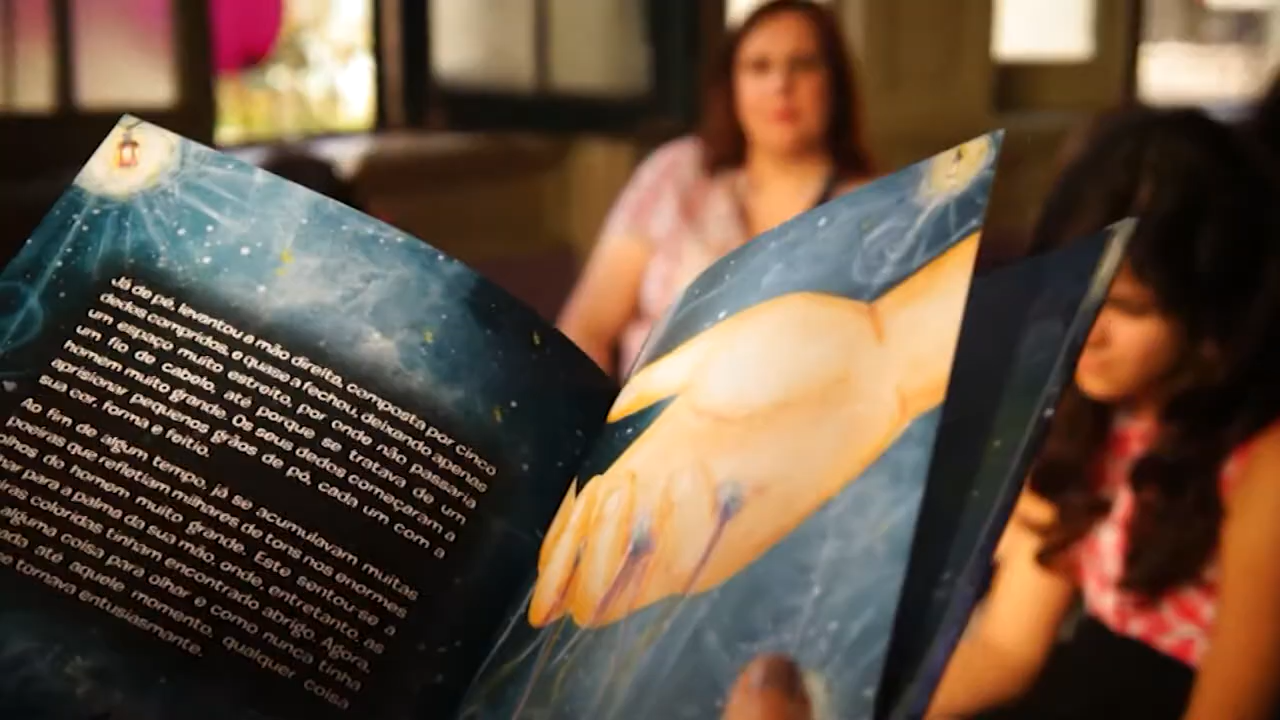 Já de pé, levantou a mão direita, composta por cinco
dedos compridos, e quase a fechou, deixando apenas
um espaço muito estreito, por onde não passaria
um fio de cabelo, até porque se tratava de um
homem muito grande. Os seus dedos começaram a
aprisionar pequenos grãos de pó, cada um com a
sua cor, forma e feitio.
Ao fim de algum tempo, já se acumulavam muitas
poeiras que refletiam milhares de tons nos enormes
olhos do homem muito grande. Este sentou-se a
har para a palma da sua mão, onde, entretanto, as
coloridas tinham encontrado abrigo. Agora,
alguma coisa para olhar e como nunca tinha
até aquele momento, qualquer coisa
tornava entusiasmante.